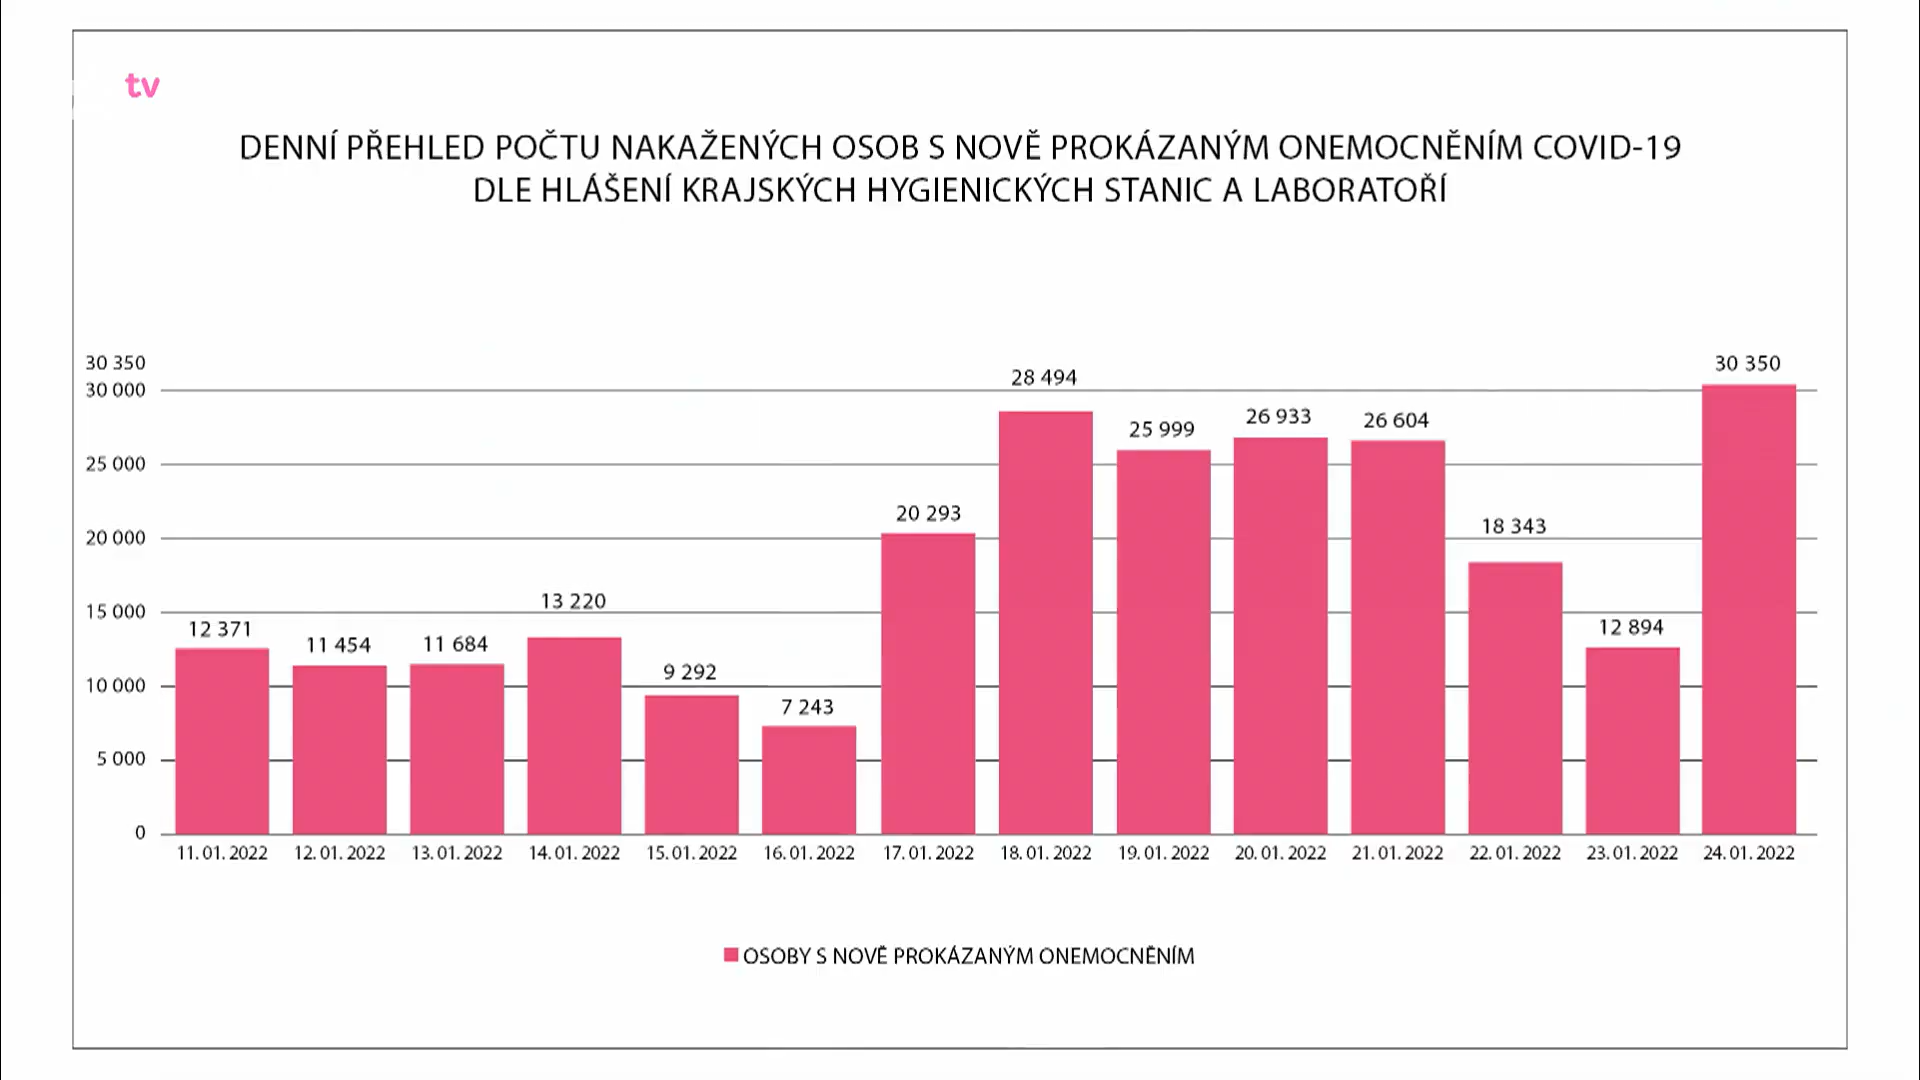 tv
DENNÍ PŘEHLED POČTU NAKAŽENÝCH OSOB S NOVĚ PROKÁZANÝM ONEMOCNĚNÍM COVID-19
DLE HLÁŠENÍ KRAJSKÝCH HYGIENICKÝCH STANIC A LABORATOŘÍ
30 350
30 000
25 000
20 000
15 000
10 000
5 000
0
12 371
11 454
11 684
13 220
9 292
7 243
20 293
28 494
25 999
26 933
26 604
18 343
12 894
30 350
11. 01. 2022
12. 01. 2022
13. 01. 2022
14. 01. 2022
15. 01. 2022
16. 01. 2022
17. 01. 2022
18. 01. 2022
19. 01. 2022
20. 01. 2022
21. 01. 2022
22. 01. 2022
23. 01. 2022
24. 01. 2022
OSOBY S NOVĚ PROKÁZANÝM ONEMOCNĚNÍM